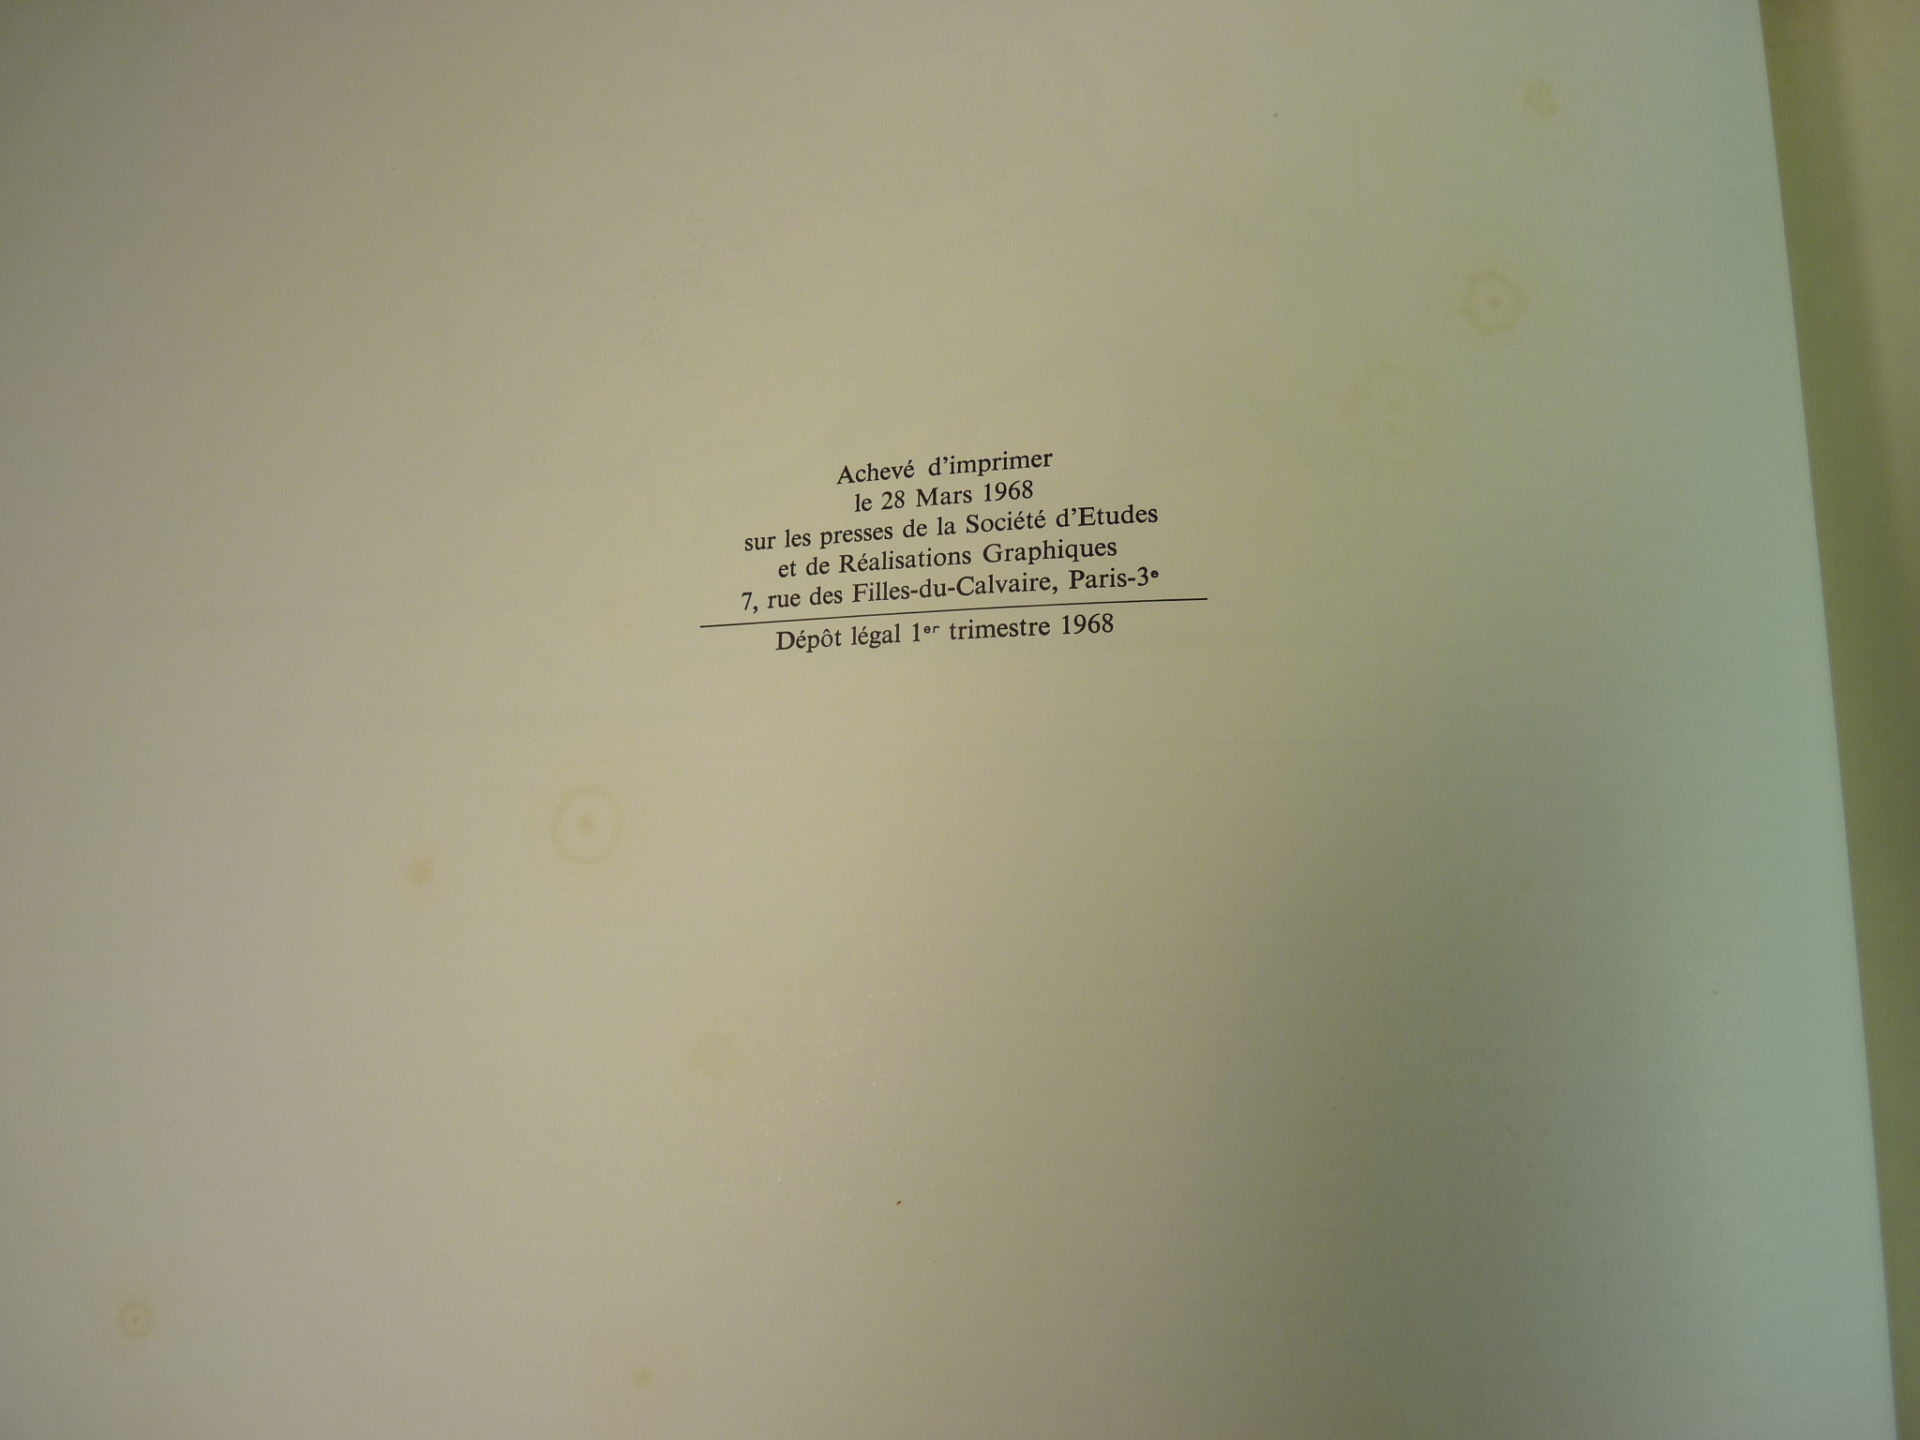 Achevé d'imprimer
le 28 Mars 1968
sur les presses de la Société d'Etudes
et de Réalisations Graphiques
7, rue des Filles-du-Calvaire, Paris-3ᵉ
Dépôt légal 1ᵉʳ trimestre 1968